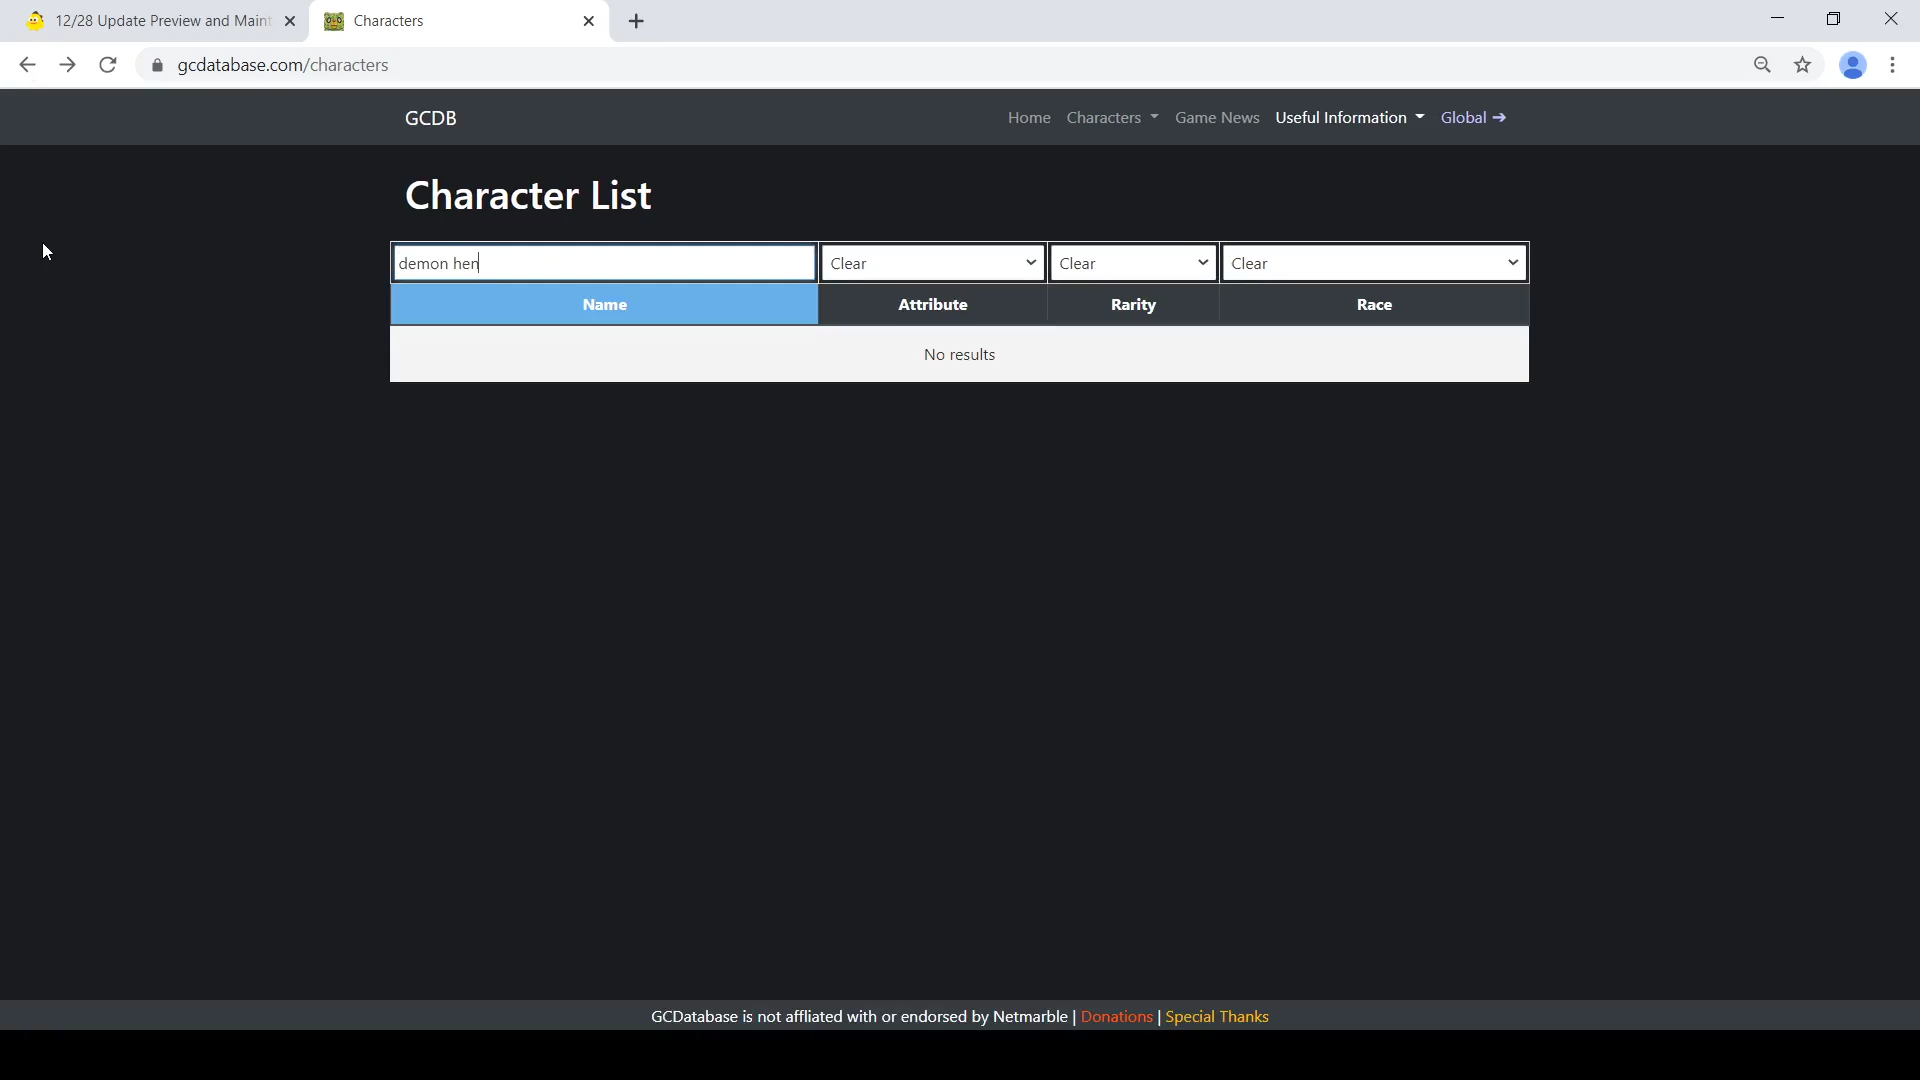 12/28 Update Preview and Maint
Characters
gcdatabase.com/characters
GCDB
Home
Characters
Game News
Useful Information
Global ➔
Character List
demon hen
Clear
Clear
Clear
Name
Attribute
Rarity
Race
No results
GCDatabase is not affliated with or endorsed by Netmarble | Donations | Special Thanks